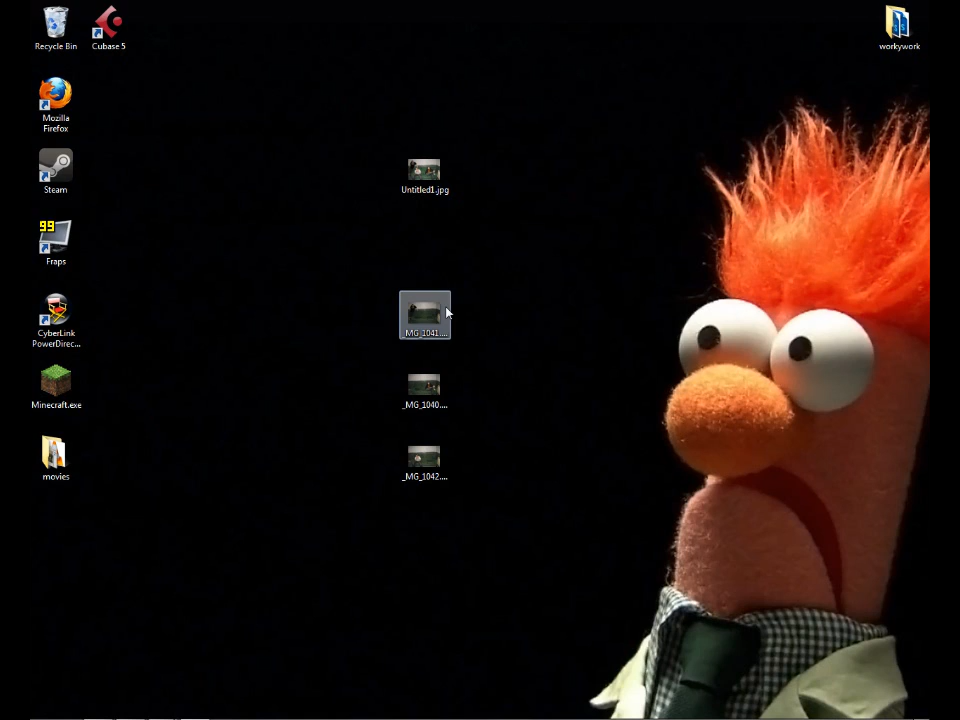 Recycle Bin
Cubase 5
workywork
Mozilla
Firefox
Untitled1.jpg
Steam
99
Fraps
_MG_1041....
CyberLink
PowerDirec...
Minecraft.exe
_MG_1040....
movies
_MG_1042....